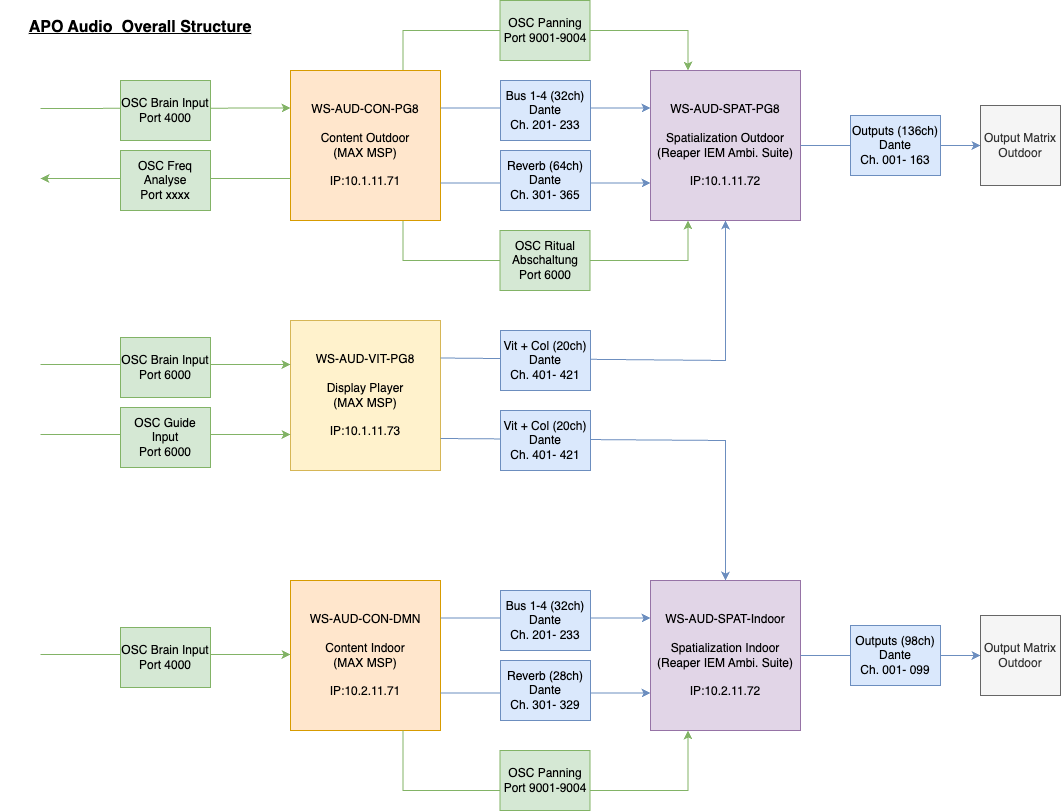 APO Audio  Overall Structure
OSC Panning
Port 9001-9004
OSC Brain Input
Port 4000
OSC Freq
Analyse
Port xxxx
WS-AUD-CON-PG8
Content Outdoor
(MAX MSP)
IP:10.1.11.71
Bus 1-4 (32ch)
Dante
Ch. 201- 233
Reverb (64ch)
Dante
Ch. 301- 365
WS-AUD-SPAT-PG8
Spatialization Outdoor
(Reaper IEM Ambi. Suite)
IP:10.1.11.72
Outputs (136ch)
Dante
Ch. 001- 163
Output Matrix
Outdoor
OSC Ritual
Abschaltung
Port 6000
OSC Brain Input
Port 6000
OSC Guide
Input
Port 6000
WS-AUD-VIT-PG8
Display Player
(MAX MSP)
IP:10.1.11.73
Vit + Col (20ch)
Dante
Ch. 401- 421
Vit + Col (20ch)
Dante
Ch. 401- 421
OSC Brain Input
Port 4000
WS-AUD-CON-DMN
Content Indoor
(MAX MSP)
IP:10.2.11.71
Bus 1-4 (32ch)
Dante
Ch. 201- 233
Reverb (28ch)
Dante
Ch. 301- 329
WS-AUD-SPAT-Indoor
Spatialization Indoor
(Reaper IEM Ambi. Suite)
IP:10.2.11.72
Outputs (98ch)
Dante
Ch. 001- 099
Output Matrix
Outdoor
OSC Panning
Port 9001-9004